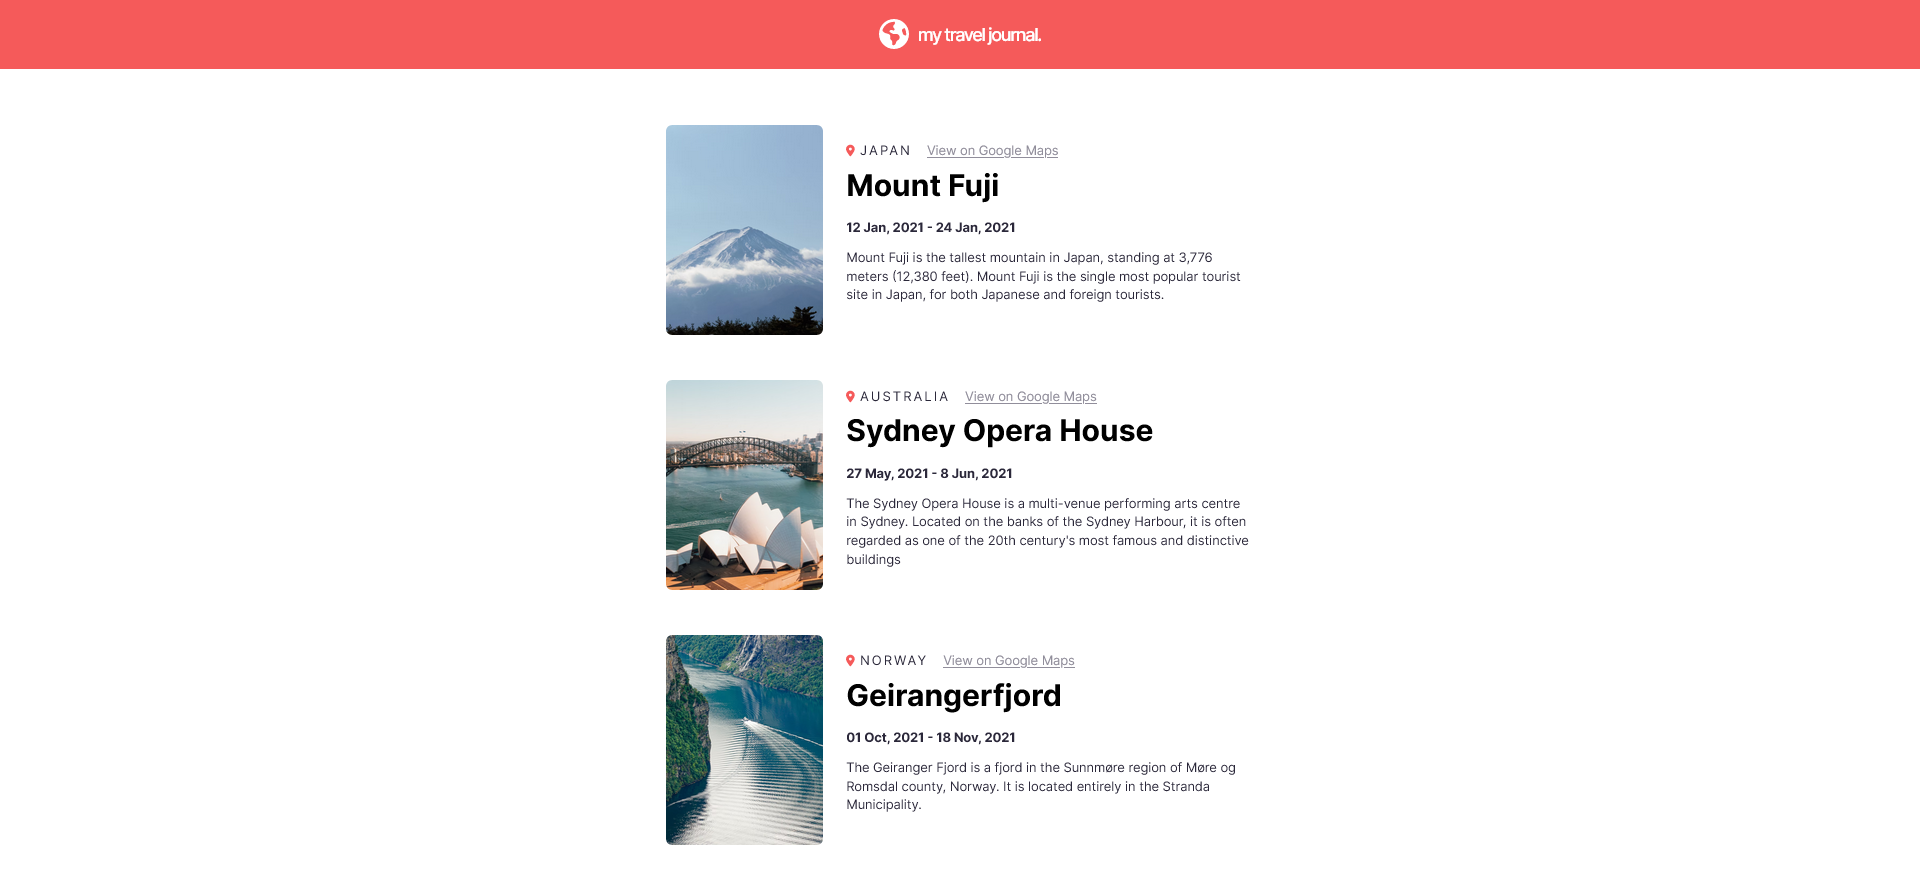 my travel journal.
JAPAN View on Google Maps
Mount Fuji
12 Jan, 2021 - 24 Jan, 2021
Mount Fuji is the tallest mountain in Japan, standing at 3,776
meters (12,380 feet). Mount Fuji is the single most popular tourist
site in Japan, for both Japanese and foreign tourists.
AUSTRALIA View on Google Maps
Sydney Opera House
27 May, 2021 - 8 Jun, 2021
The Sydney Opera House is a multi-venue performing arts centre
in Sydney. Located on the banks of the Sydney Harbour, it is often
regarded as one of the 20th century's most famous and distinctive
buildings
NORWAY View on Google Maps
Geirangerfjord
01 Oct, 2021 - 18 Nov, 2021
The Geiranger Fjord is a fjord in the Sunnmøre region of Møre og
Romsdal county, Norway. It is located entirely in the Stranda
Municipality.